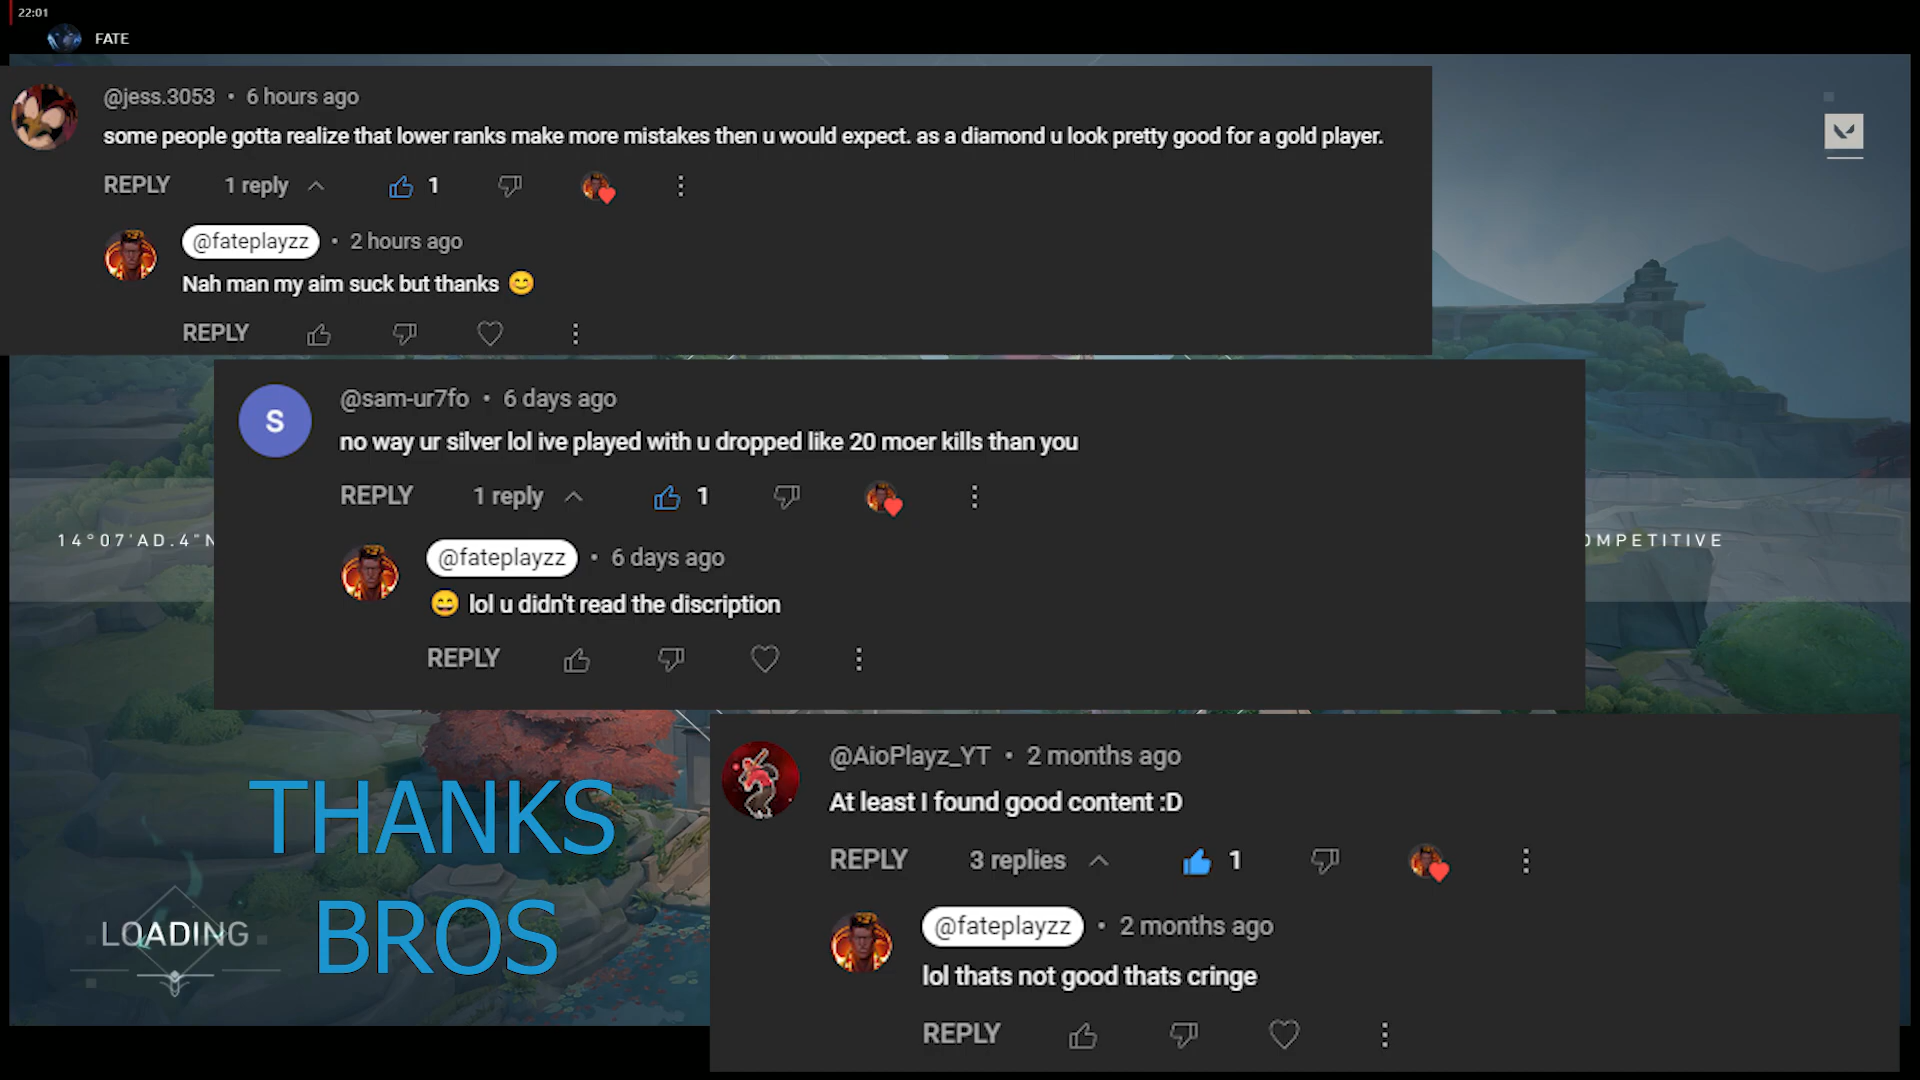 22:01
FATE
@jess.3053 • 6 hours ago
some people gotta realize that lower ranks make more mistakes then u would expect. as a diamond u look pretty good for a gold player.
REPLY 1 reply 1
@fateplayzz • 2 hours ago
Nah man my aim suck but thanks 😊
REPLY
S
@sam-ur7fo • 6 days ago
no way ur silver lol ive played with u dropped like 20 moer kills than you
REPLY 1 reply 1
@fateplayzz • 6 days ago
😄 lol u didn't read the discription
REPLY
14°07'AD.4"N
OMPETITIVE
@AioPlayz_YT • 2 months ago
At least I found good content :D
REPLY 3 replies 1
@fateplayzz • 2 months ago
lol thats not good thats cringe
REPLY
THANKS
BROS
LOADING